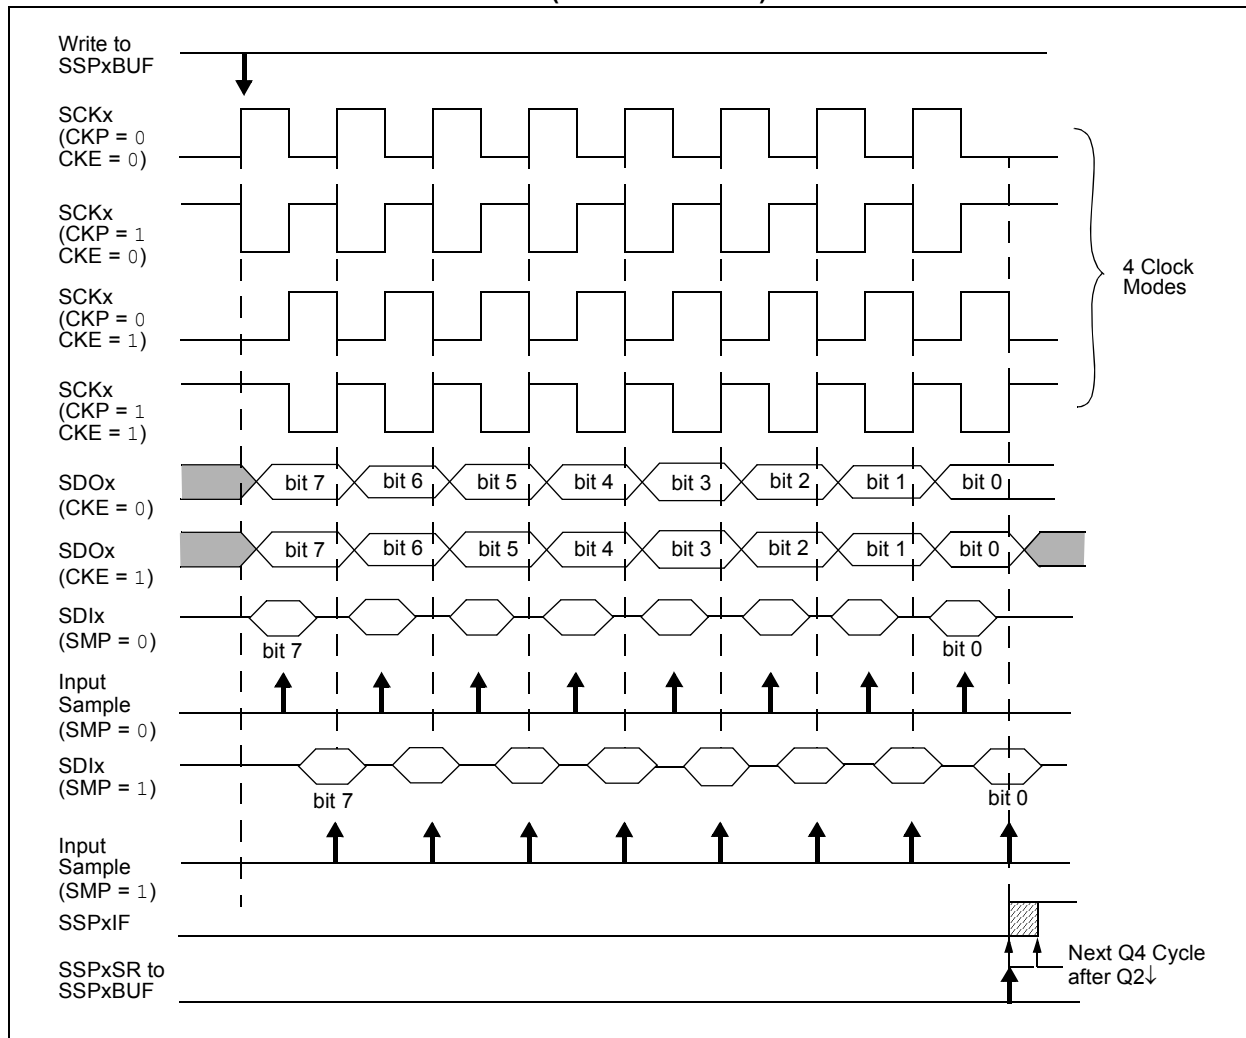 Write to
SSPxBUF
SCKx
(CKP = 0
CKE = 0)
SCKx
(CKP = 1
CKE = 0)
SCKx
(CKP = 0
CKE = 1)
SCKx
(CKP = 1
CKE = 1)
4 Clock
Modes
SDOx
(CKE = 0)
bit 7 bit 6 bit 5 bit 4 bit 3 bit 2 bit 1 bit 0
SDOx
(CKE = 1)
bit 7 bit 6 bit 5 bit 4 bit 3 bit 2 bit 1 bit 0
SDIx
(SMP = 0)
bit 7 bit 0
Input
Sample
(SMP = 0)
SDIx
(SMP = 1)
bit 7 bit 0
Input
Sample
(SMP = 1)
SSPxIF
SSPxSR to
SSPxBUF
Next Q4 Cycle
after Q2↓